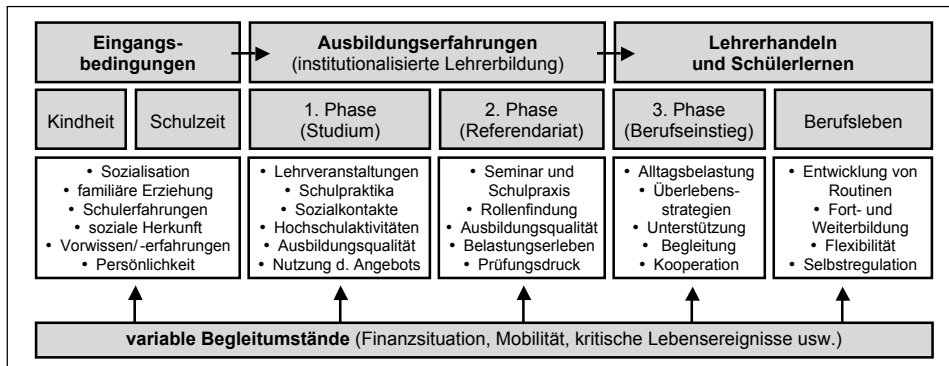 Eingangs-
bedingungen
Ausbildungserfahrungen
(institutionalisierte Lehrerbildung)
Lehrerhandeln
und Schülerlernen
Kindheit
Schulzeit
1. Phase
(Studium)
2. Phase
(Referendariat)
3. Phase
(Berufseinstieg)
Berufsleben
• Sozialisation
• familiäre Erziehung
• Schulerfahrungen
• soziale Herkunft
• Vorwissen/-erfahrungen
• Persönlichkeit
• Lehrveranstaltungen
• Schulpraktika
• Sozialkontakte
• Hochschulaktivitäten
• Ausbildungsqualität
• Nutzung d. Angebots
• Seminar und
Schulpraxis
• Rollenfindung
• Ausbildungsqualität
• Belastungserleben
• Prüfungsdruck
• Alltagsbelastung
• Überlebens-
strategien
• Unterstützung
• Begleitung
• Kooperation
• Entwicklung von
Routinen
• Fort- und
Weiterbildung
• Flexibilität
• Selbstregulation
variable Begleitumstände (Finanzsituation, Mobilität, kritische Lebensereignisse usw.)